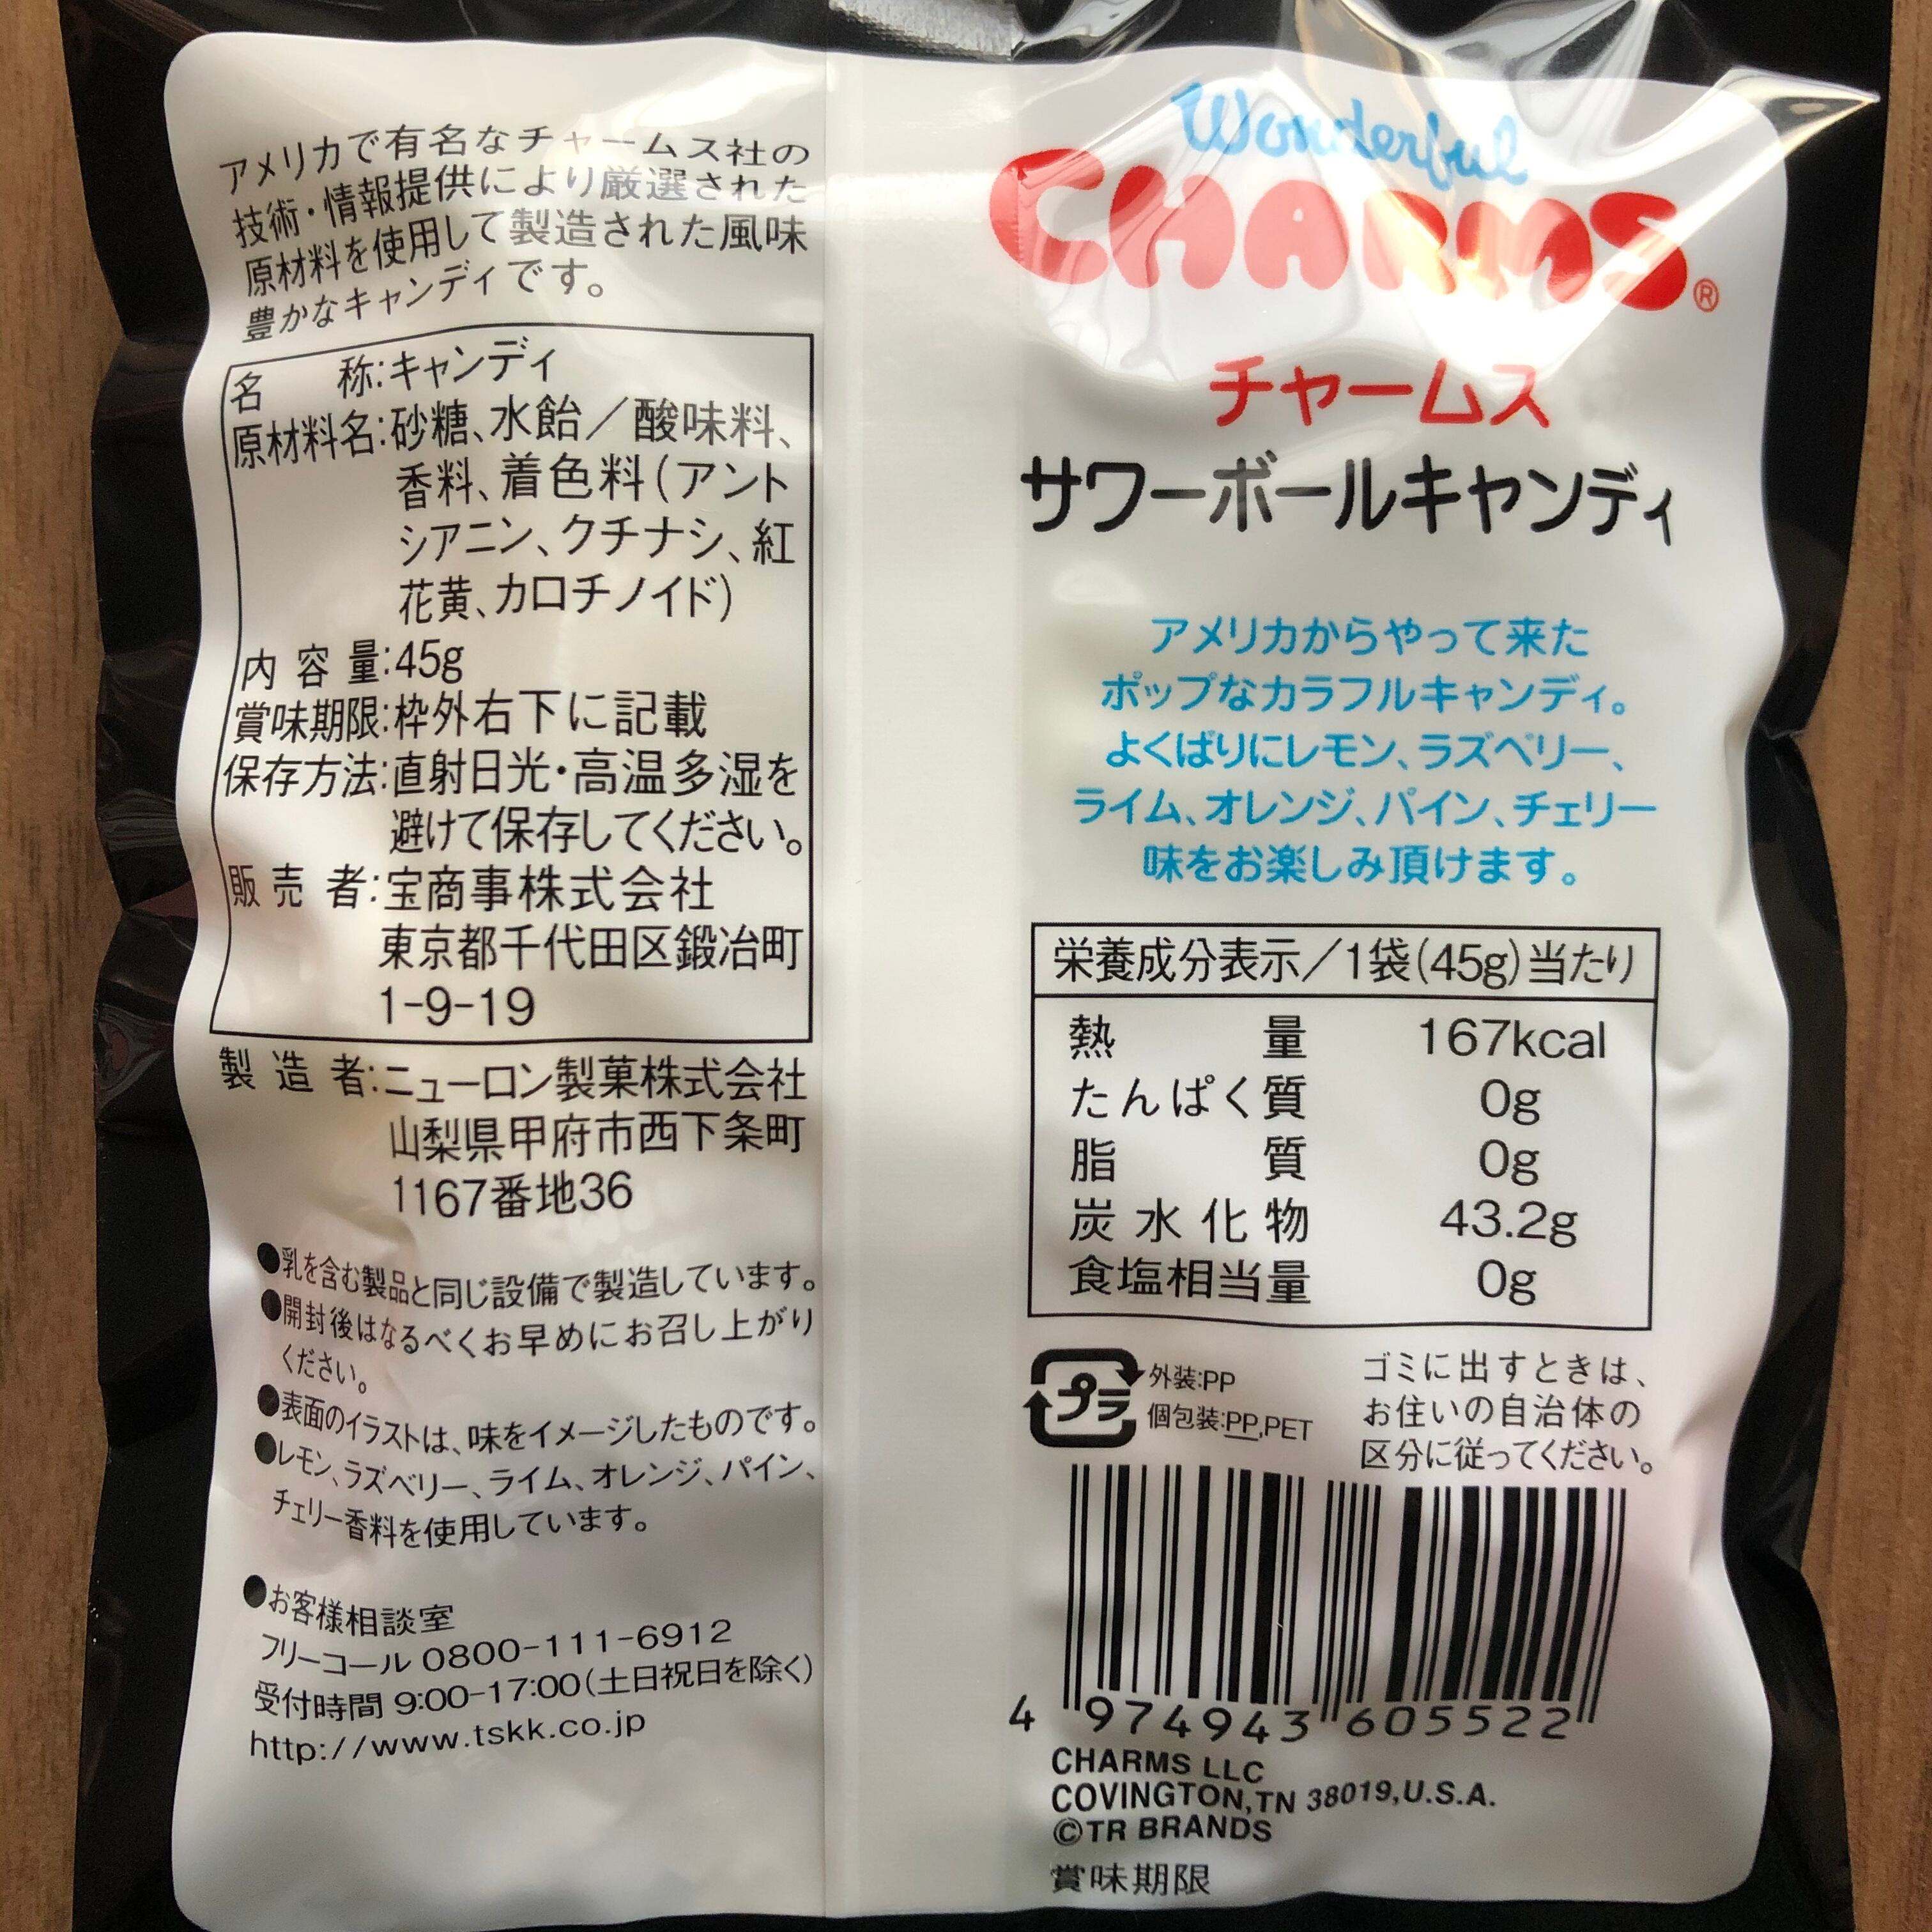 アメリカで有名なチャームス社の
技術・情報提供により厳選された
原材料を使用して製造された風味
豊かなキャンディです。
名称:キャンディ
原材料名:砂糖、水飴／酸味料、
香料、着色料(アント
シアニン、クチナシ、紅
花黄、カロチノイド)
内容量:45g
賞味期限:枠外右下に記載
保存方法:直射日光・高温多湿を
避けて保存してください。
販売者:宝商事株式会社
東京都千代田区鍛冶町
1-9-19
製造者:ニューロン製菓株式会社
山梨県甲府市西下条町
1167番地36
●乳を含む製品と同じ設備で製造しています。
●開封後はなるべくお早めにお召し上がり
ください。
●表面のイラストは、味をイメージしたものです。
●レモン、ラズベリー、ライム、オレンジ、パイン、
チェリー香料を使用しています。
●お客様相談室
フリーコール 0800-111-6912
受付時間 9:00-17:00(土日祝日を除く)
http://www.tskk.co.jp
Wonderful
CHARMS®
チャームス
サワーボールキャンディ
アメリカからやって来た
ポップなカラフルキャンディ。
よくばりにレモン、ラズベリー、
ライム、オレンジ、パイン、チェリー
味をお楽しみ頂けます。
栄養成分表示／1袋(45g)当たり
熱量 167kcal
たんぱく質 0g
脂質 0g
炭水化物 43.2g
食塩相当量 0g
プラ
外装:PP
個包装:PP,PET
ゴミに出すときは、
お住いの自治体の
区分に従ってください。
4 974943 605522
CHARMS LLC
COVINGTON,TN 38019,U.S.A.
©TR BRANDS
賞味期限